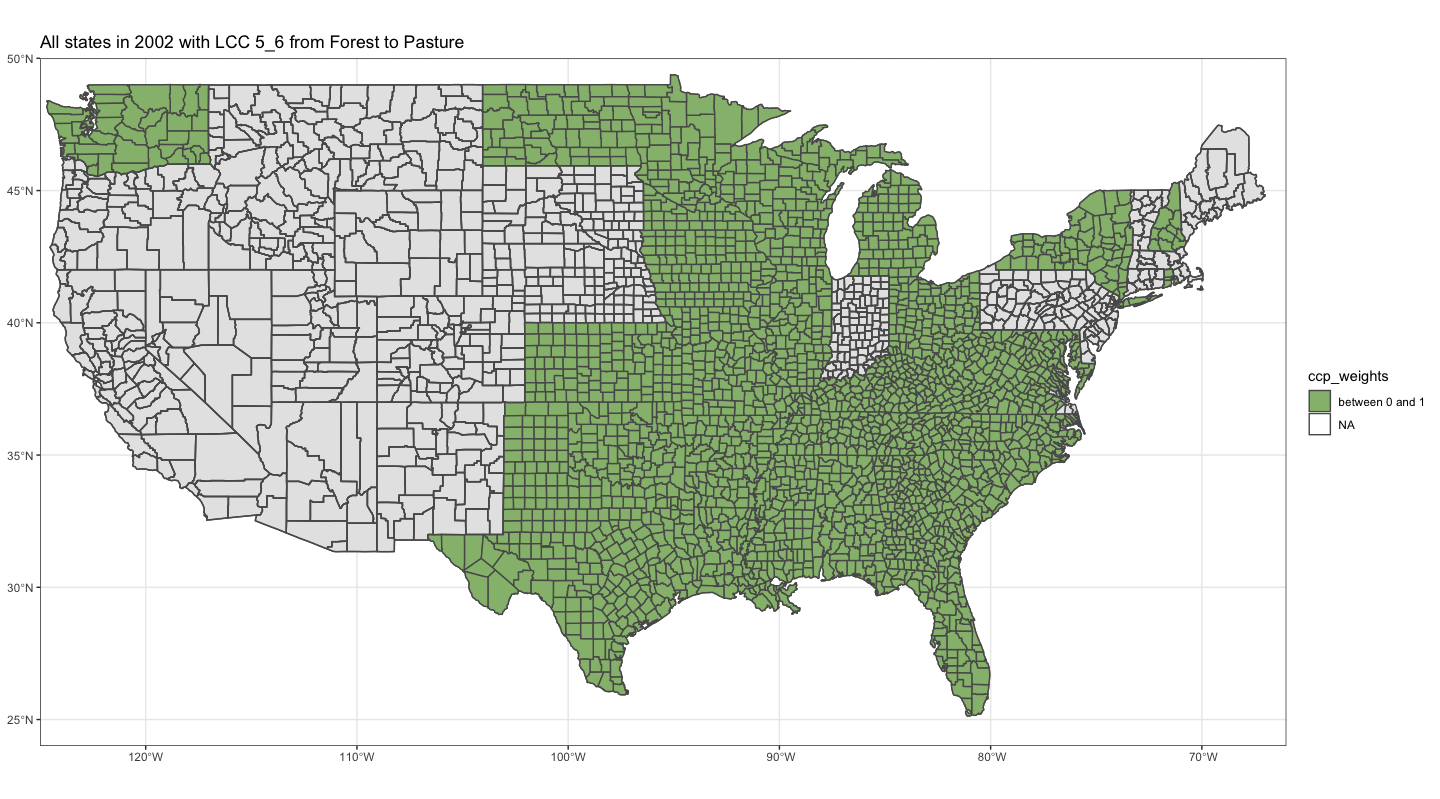 All states in 2002 with LCC 5_6 from Forest to Pasture
50°N
45°N
40°N
35°N
30°N
25°N
120°W
110°W
100°W
90°W
80°W
70°W
ccp_weights
between 0 and 1
NA